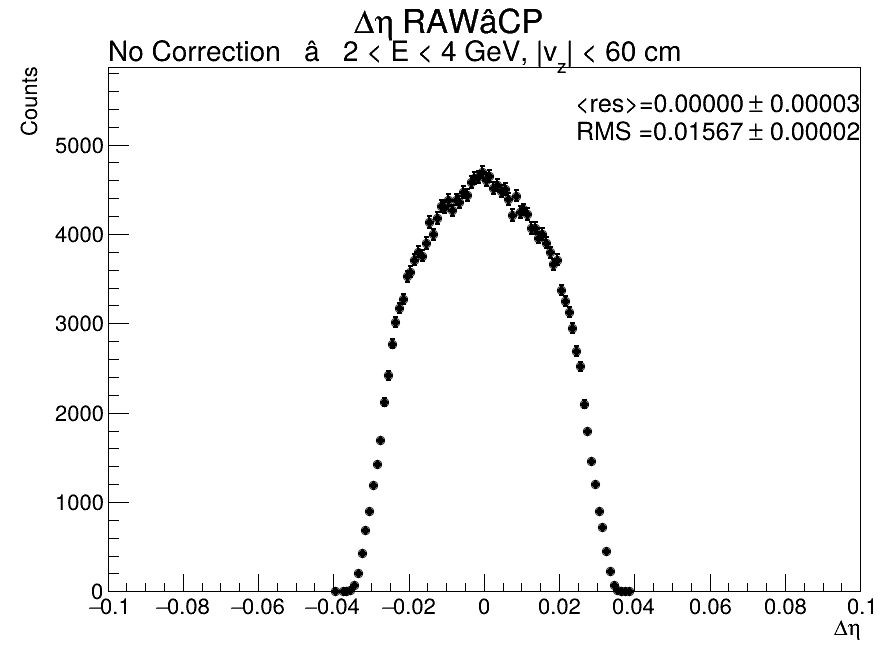 Δη RAWâCP
No Correction â 2 < E < 4 GeV, |v_z| < 60 cm
Counts
<res>=0.00000 ± 0.00003
RMS =0.01567 ± 0.00002
5000
4000
3000
2000
1000
0
−0.1 −0.08 −0.06 −0.04 −0.02 0 0.02 0.04 0.06 0.08 0.1
Δη